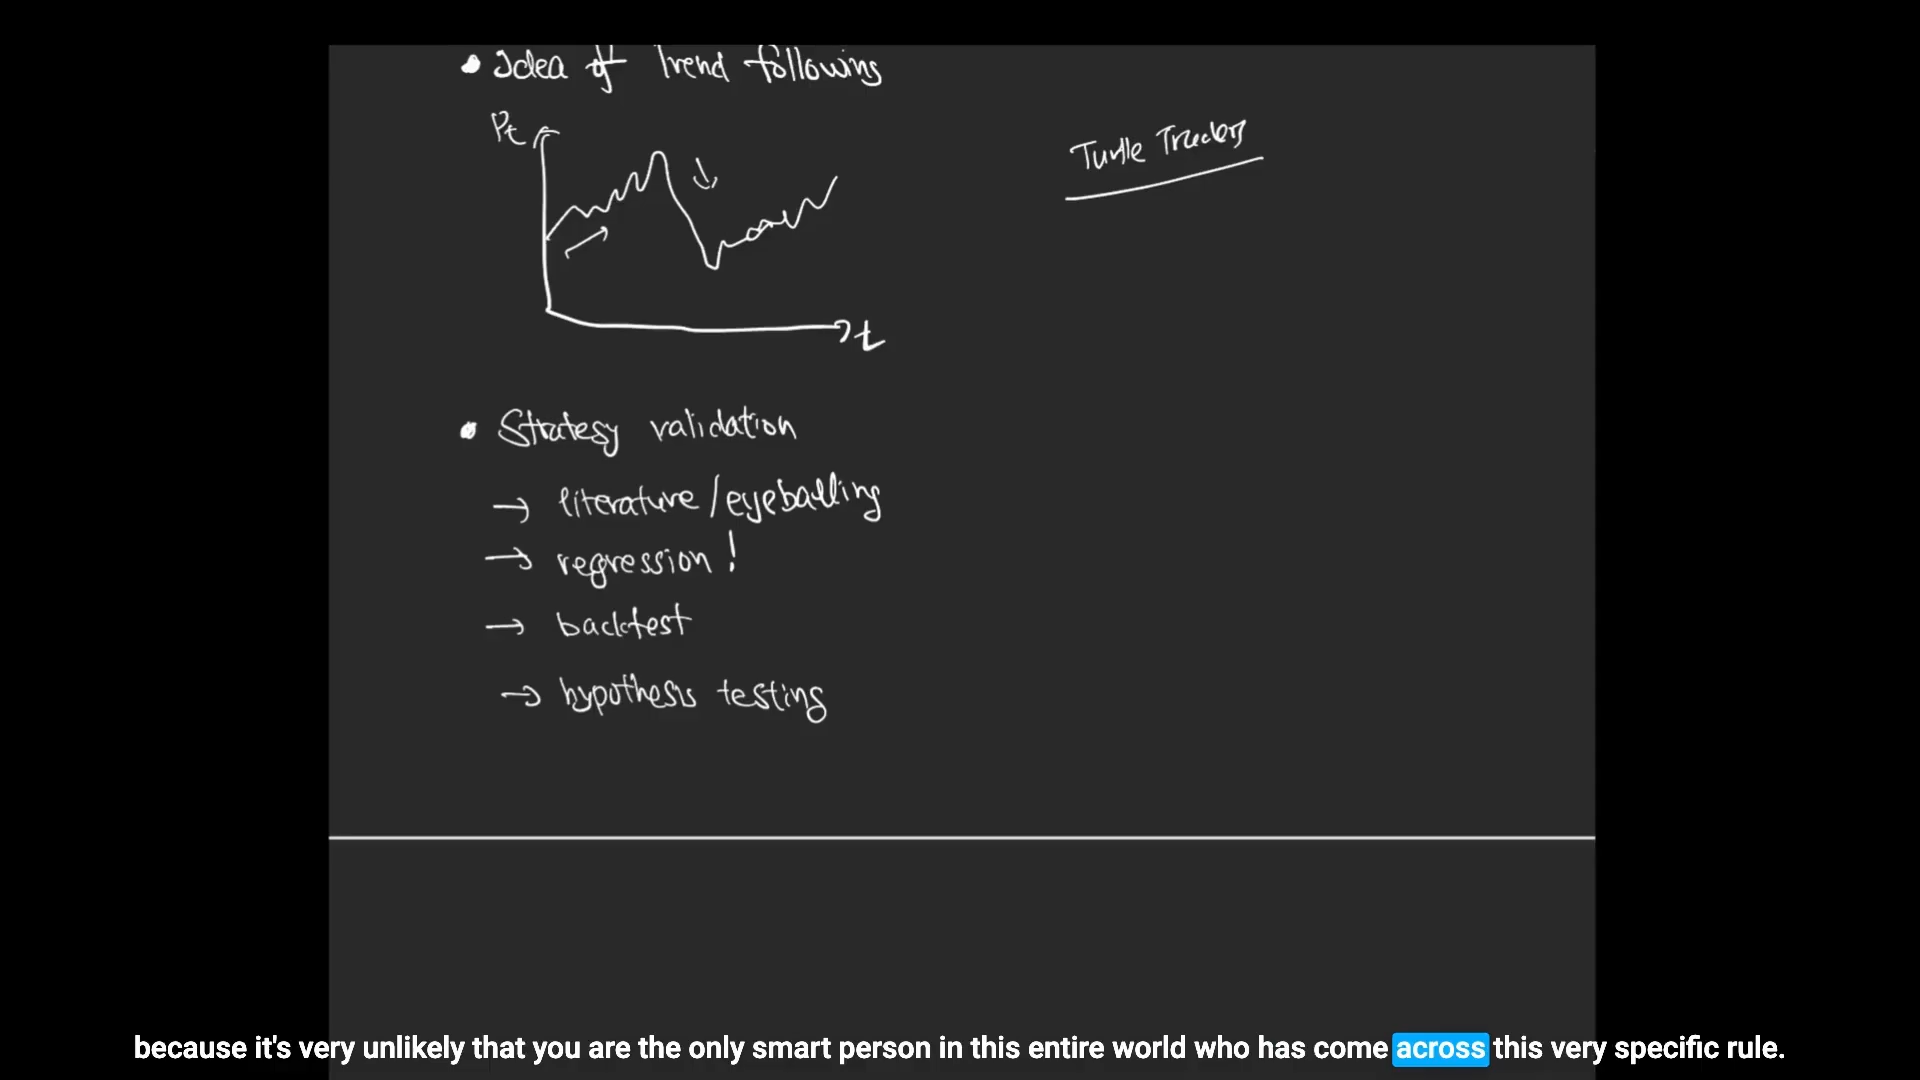 • Idea of Trend following
Pt
Turtle Traders
t
• Strategy validation
→ literature/eyeballing
→ regression!
→ backtest
→ hypothesis testing
because it's very unlikely that you are the only smart person in this entire world who has come across this very specific rule.